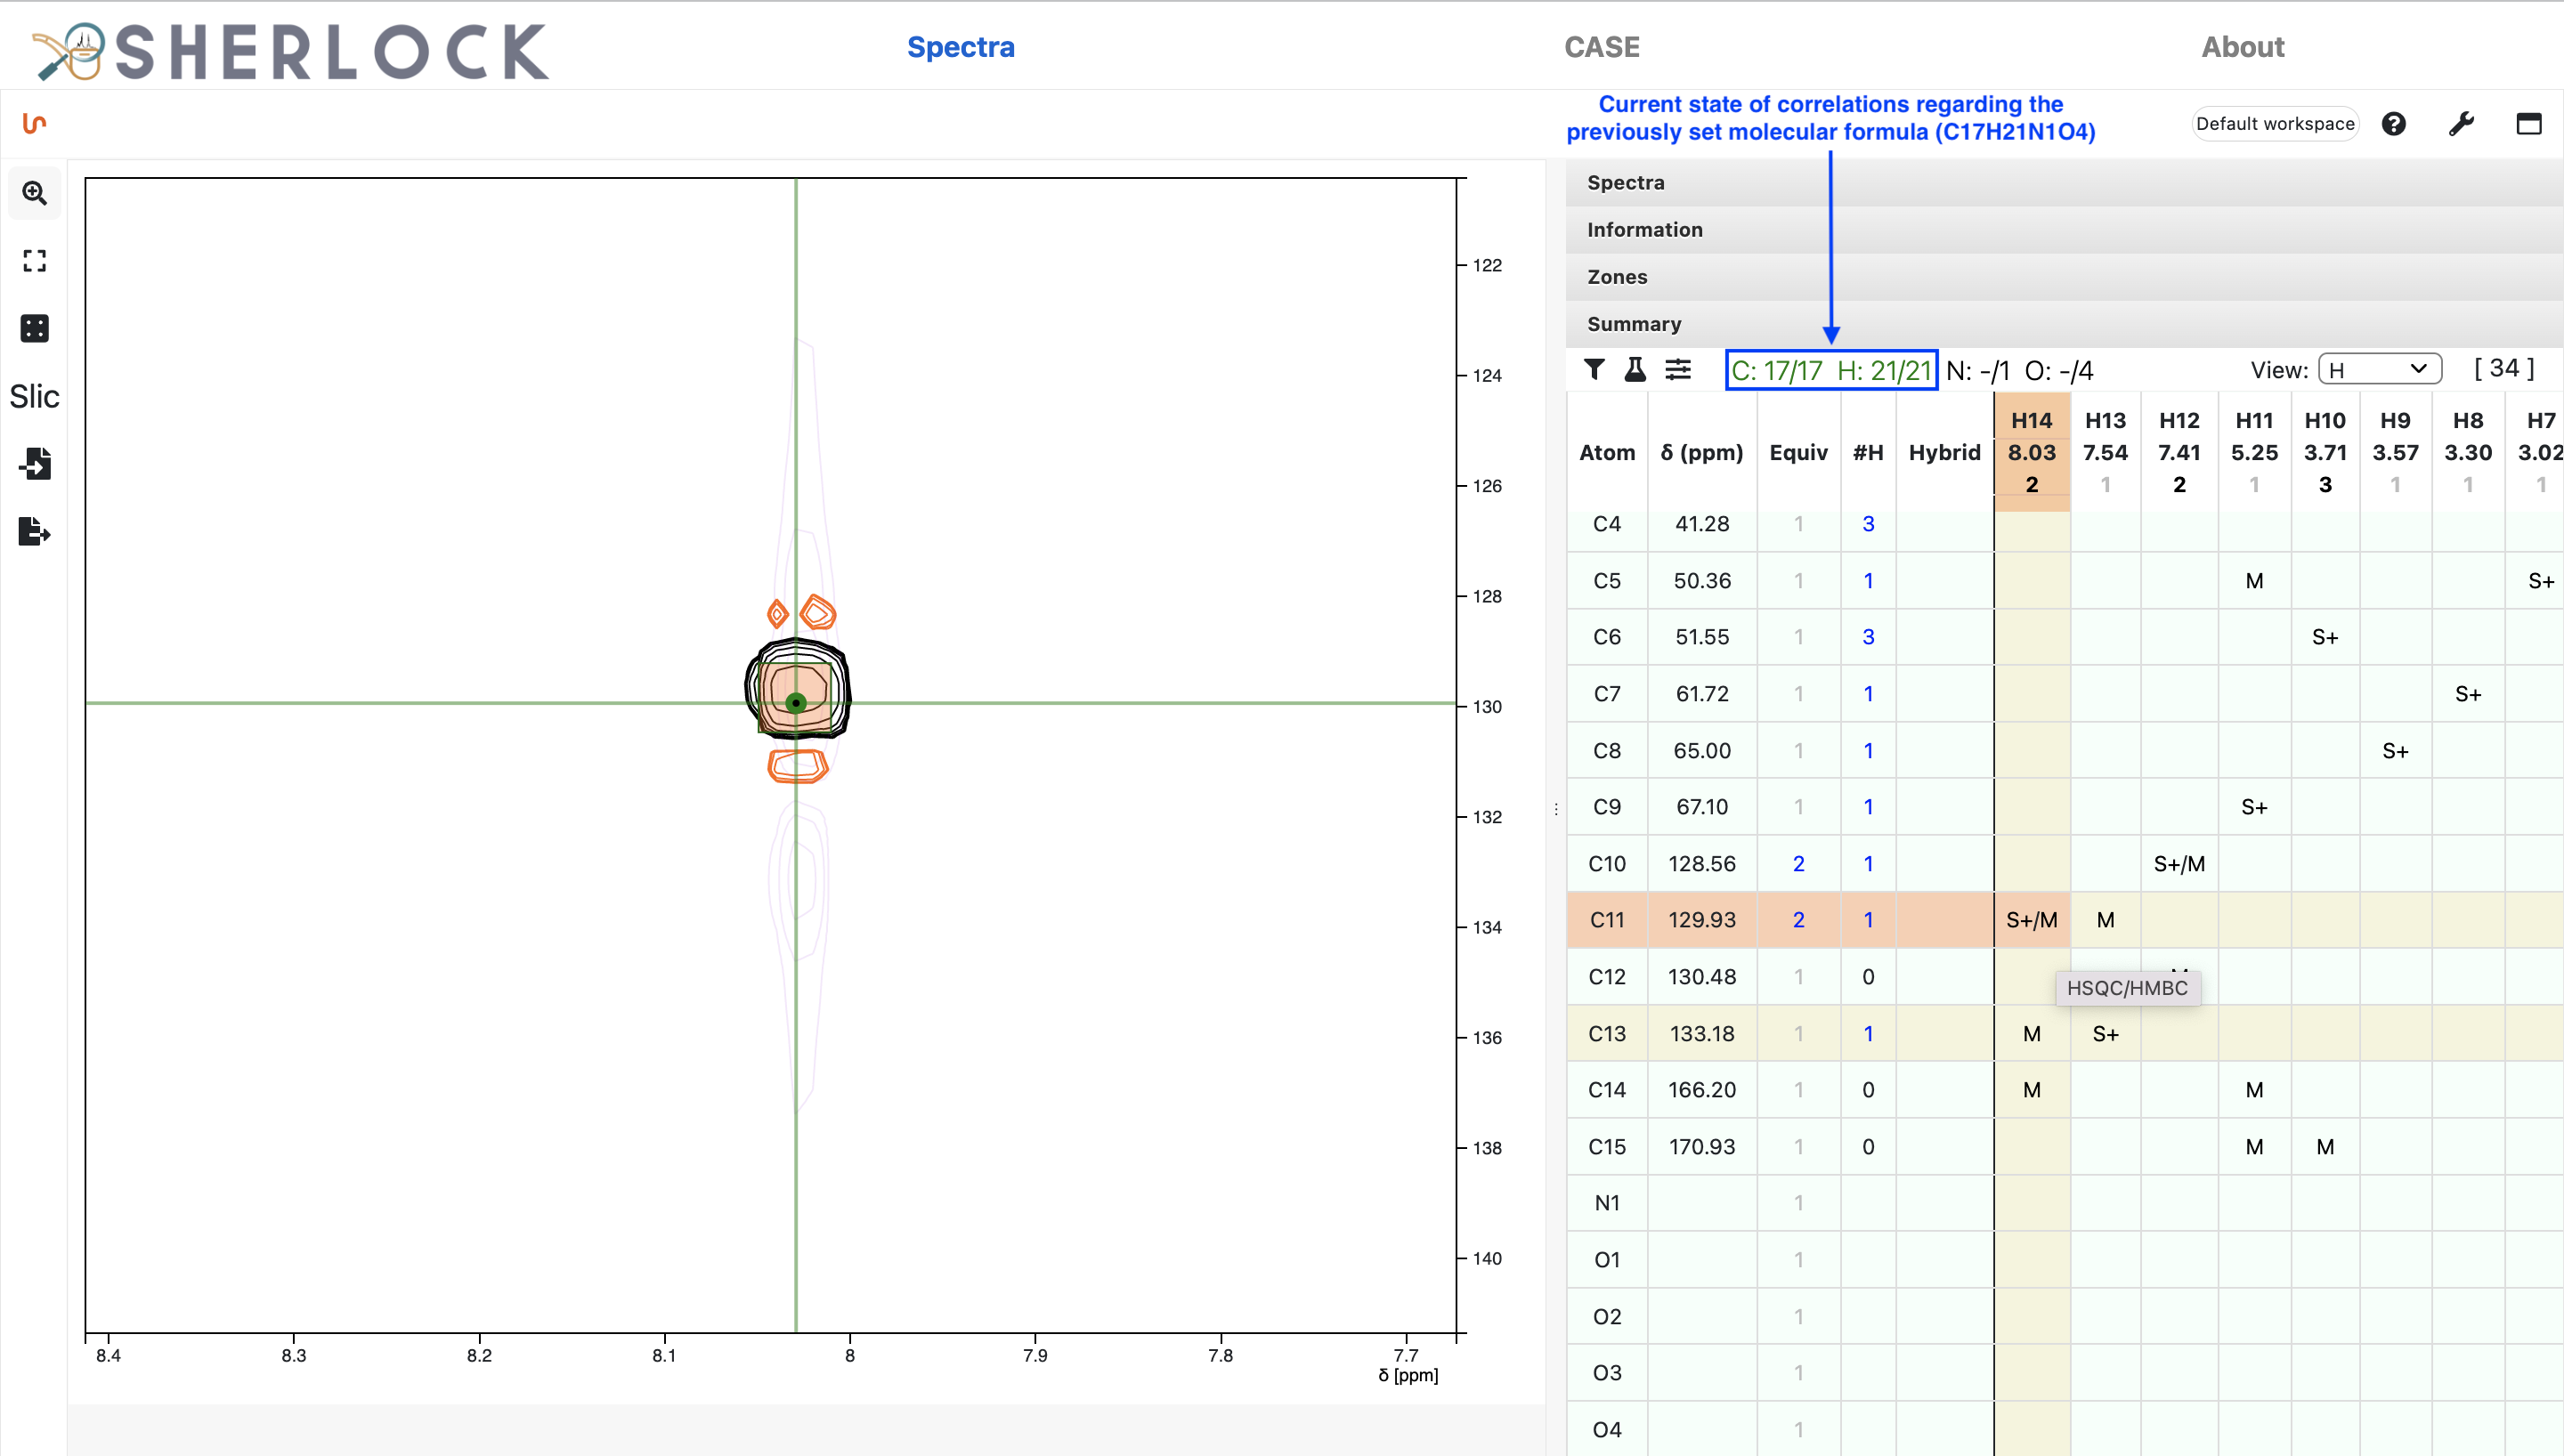 SHERLOCK
Spectra CASE About
Current state of correlations regarding the
previously set molecular formula (C17H21N1O4)
Default workspace
Spectra
Information
Zones
Summary
C: 17/17 H: 21/21 N: -/1 O: -/4 View: H [ 34 ]
Slic
122
124
126
128
130
132
134
136
138
140
8.4 8.3 8.2 8.1 8 7.9 7.8 7.7
δ [ppm]
H14 H13 H12 H11 H10 H9 H8 H7
Atom δ (ppm) Equiv #H Hybrid 8.03 7.54 7.41 5.25 3.71 3.57 3.30 3.02
2 1 2 1 3 1 1 1
C4 41.28 1 3
C5 50.36 1 1 M S+
C6 51.55 1 3 S+
C7 61.72 1 1 S+
C8 65.00 1 1 S+
C9 67.10 1 1 S+
C10 128.56 2 1 S+/M
C11 129.93 2 1 S+/M M
C12 130.48 1 0
HSQC/HMBC
C13 133.18 1 1 M S+
C14 166.20 1 0 M M
C15 170.93 1 0 M M
N1 1
O1 1
O2 1
O3 1
O4 1